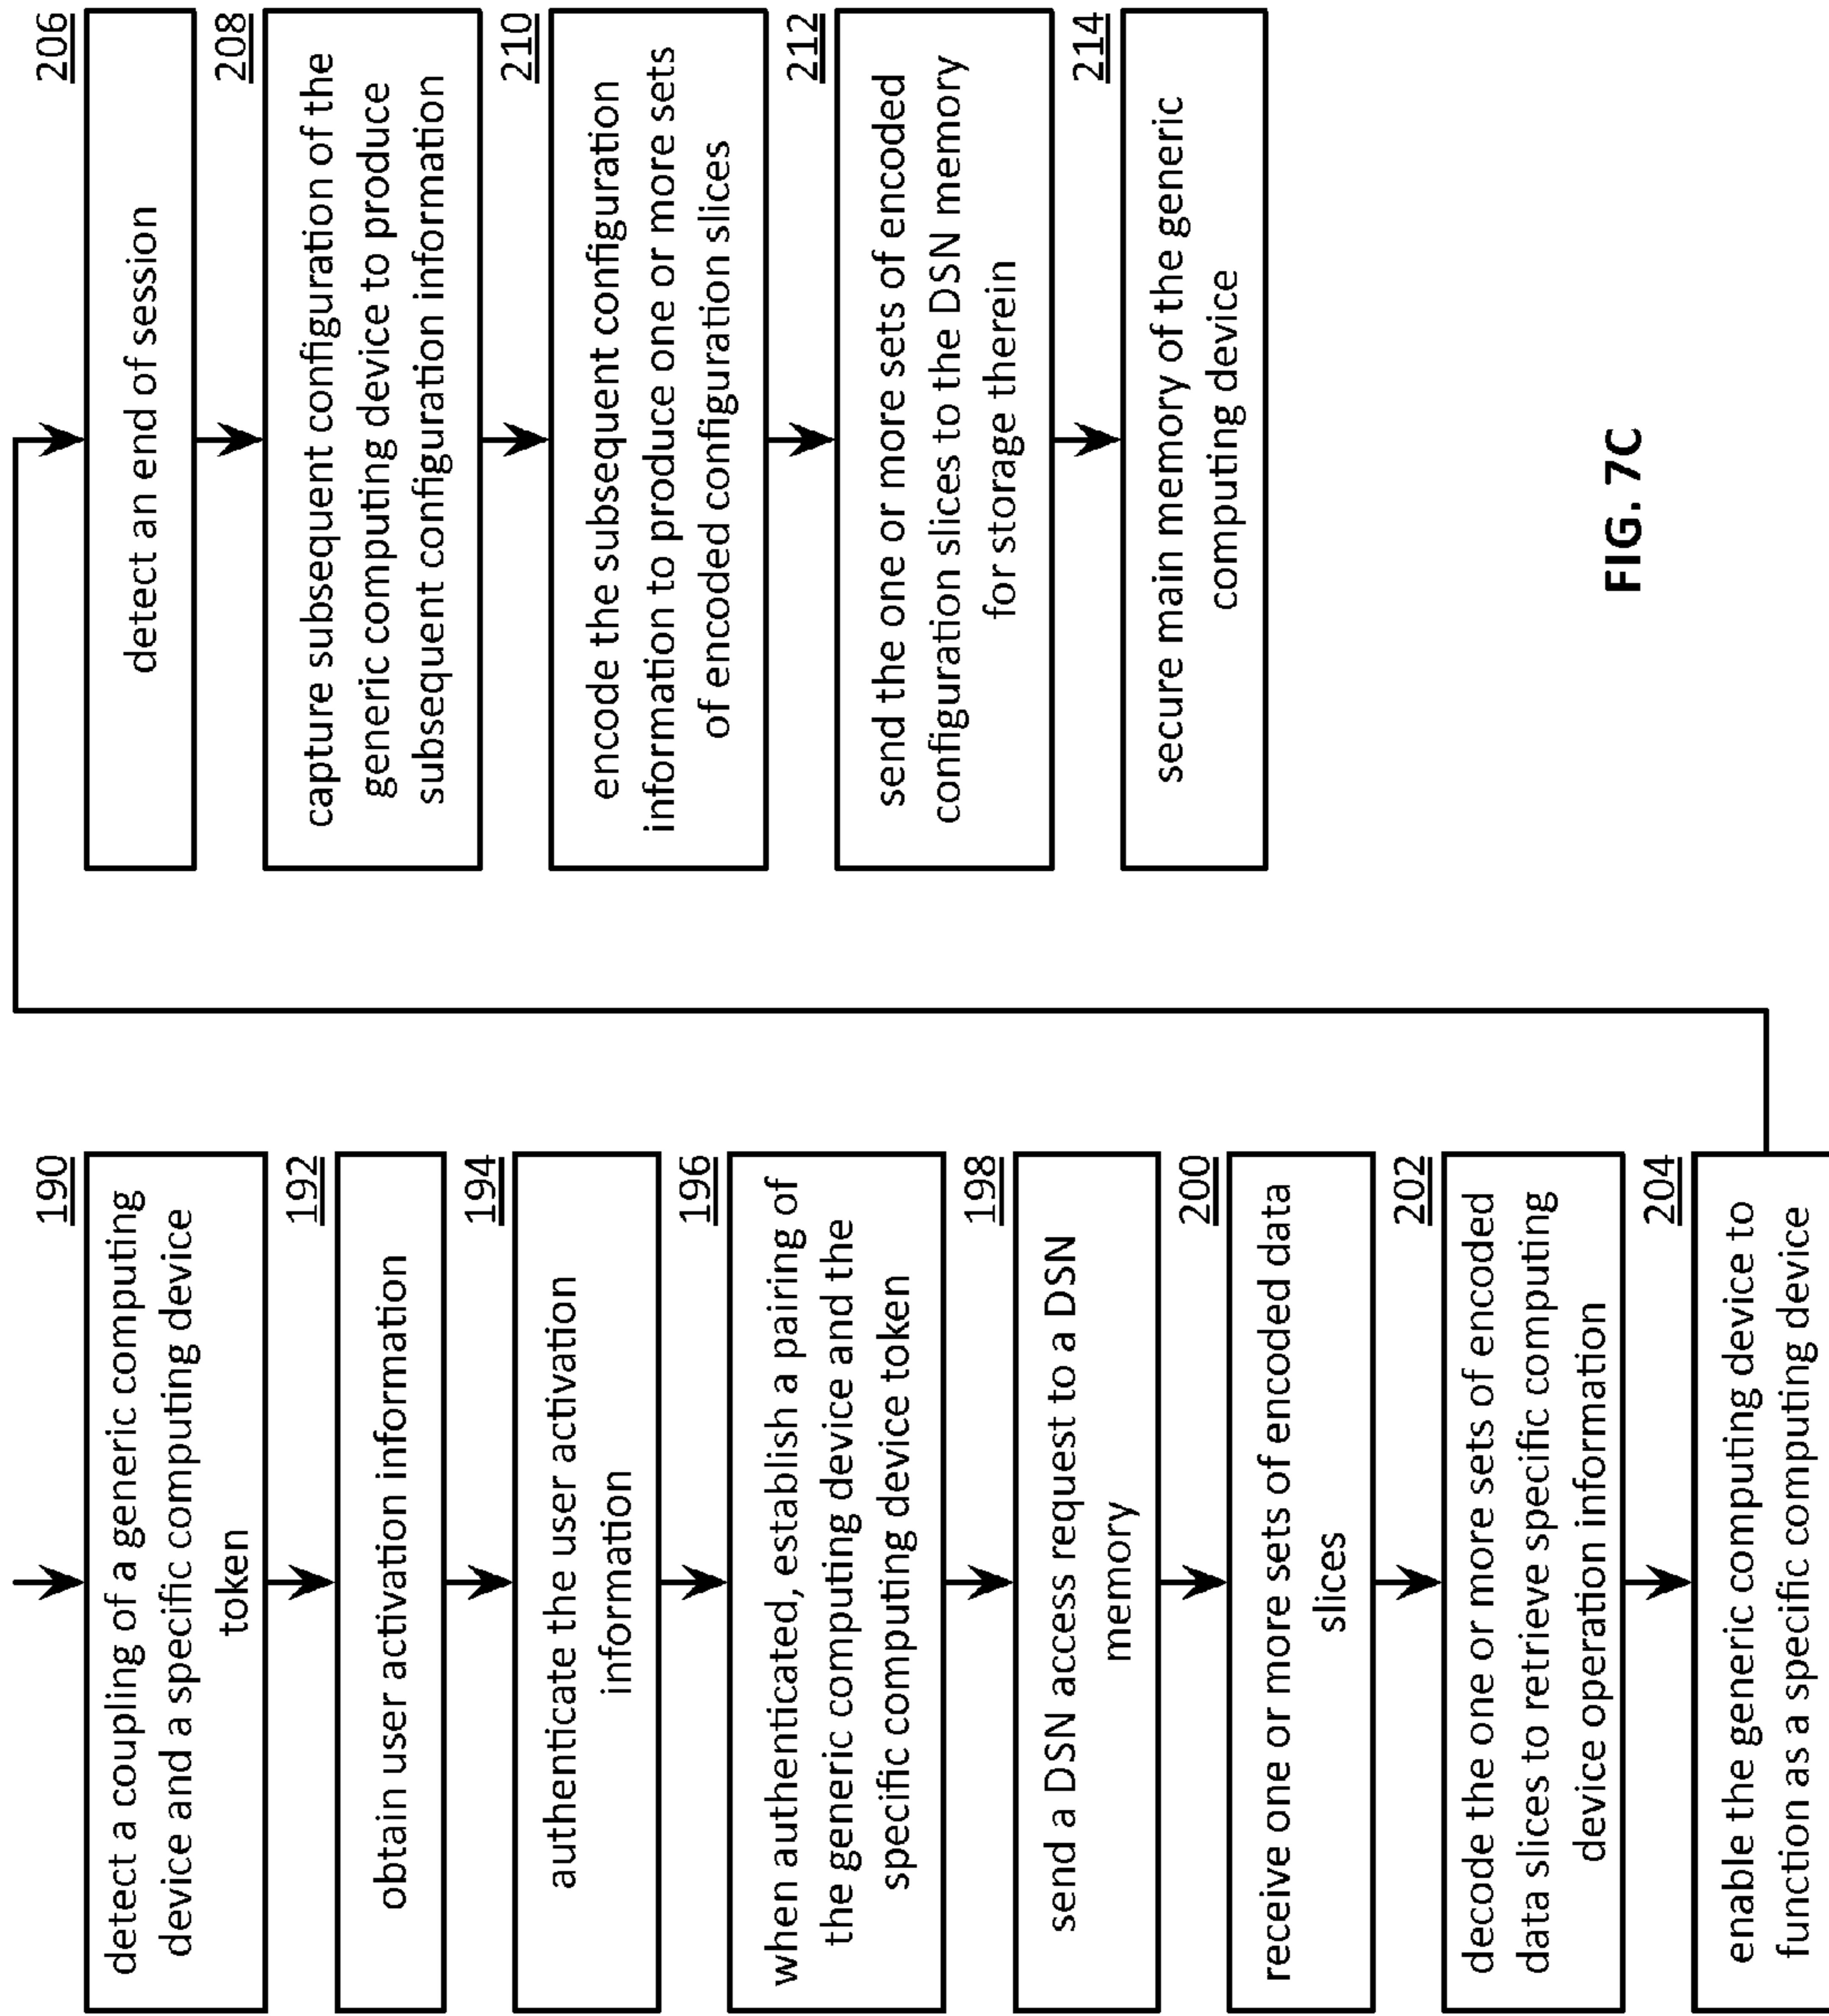 190
detect a coupling of a generic computing
device and a specific computing device
token
192
obtain user activation information
194
authenticate the user activation
information
196
when authenticated, establish a pairing of
the generic computing device and the
specific computing device token
198
send a DSN access request to a DSN
memory
200
receive one or more sets of encoded data
slices
202
decode the one or more sets of encoded
data slices to retrieve specific computing
device operation information
204
enable the generic computing device to
function as a specific computing device
206
detect an end of session
208
capture subsequent configuration of the
generic computing device to produce
subsequent configuration information
210
encode the subsequent configuration
information to produce one or more sets
of encoded configuration slices
212
send the one or more sets of encoded
configuration slices to the DSN memory
for storage therein
214
secure main memory of the generic
computing device
FIG. 7C